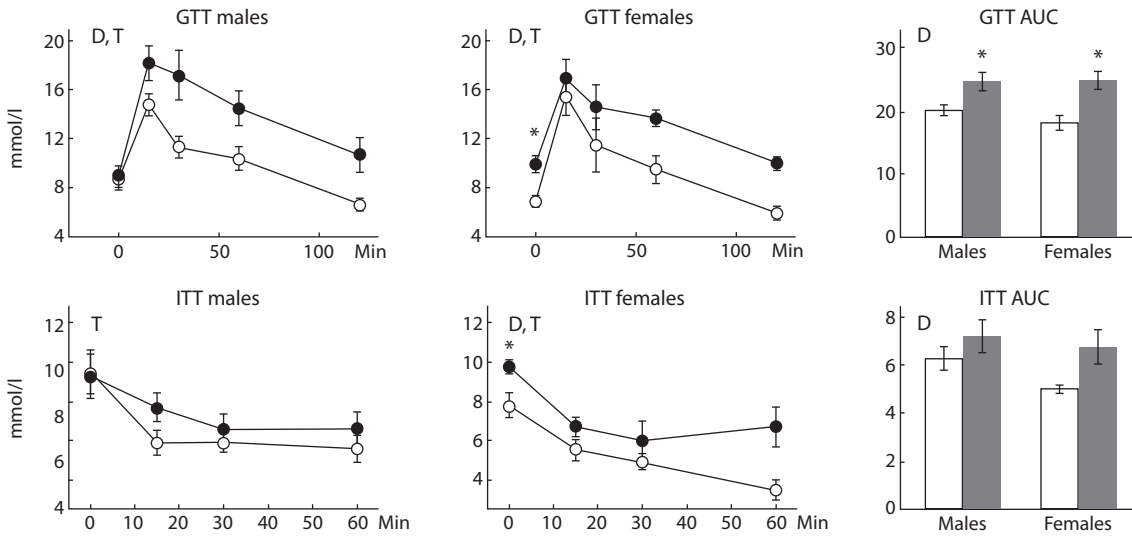 GTT males
D, T
mmol/l
20
16
12
8
4
0 50 100 Min
GTT females
D, T
*
20
16
12
8
4
0 50 100 Min
GTT AUC
D
* *
30
20
10
0
Males Females
ITT males
T
mmol/l
12
10
8
6
4
0 10 20 30 40 50 60 Min
ITT females
D, T
*
12
10
8
6
4
0 10 20 30 40 50 60 Min
ITT AUC
D
8
6
4
2
0
Males Females